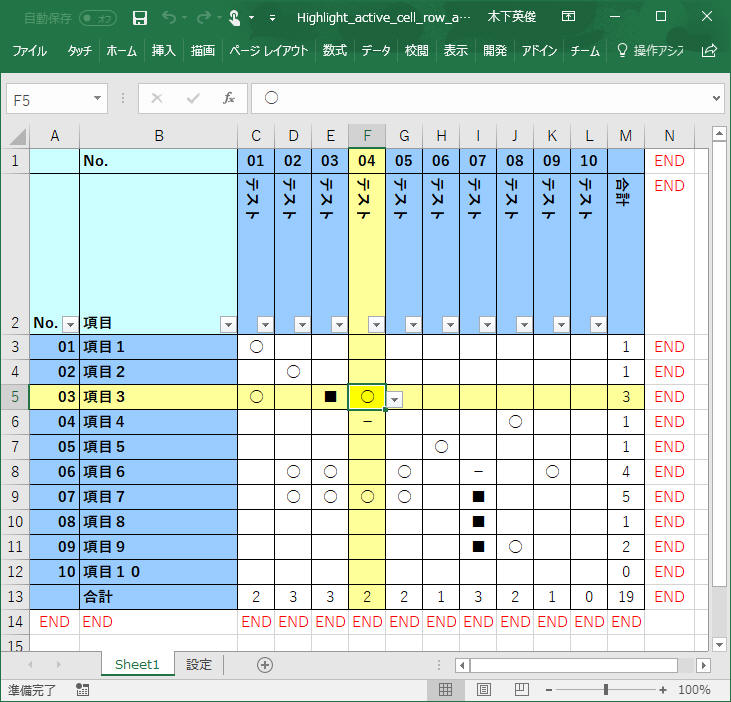 自動保存 オフ Highlight_active_cell_row_a... 木下英俊
ファイル タッチ ホーム 挿入 描画 ページ レイアウト 数式 データ 校閲 表示 開発 アドイン チーム 操作アシス
F5 fx ○
A B C D E F G H I J K L M N
1 No. 01 02 03 04 05 06 07 08 09 10 END
2 No. 項目 テスト テスト テスト テスト テスト テスト テスト テスト テスト テスト 合計 END
3 01 項目1 ○ 1 END
4 02 項目2 ○ 1 END
5 03 項目3 ○ ■ ○ 3 END
6 04 項目4 − ○ 1 END
7 05 項目5 ○ 1 END
8 06 項目6 ○ ○ ○ − ○ 4 END
9 07 項目7 ○ ○ ○ ○ ■ 5 END
10 08 項目8 ■ 1 END
11 09 項目9 ■ ○ 2 END
12 10 項目10 0 END
13 合計 2 3 3 2 2 1 3 2 1 0 19 END
14 END END END END END END END END END END END END END
15
Sheet1 設定
準備完了 100%